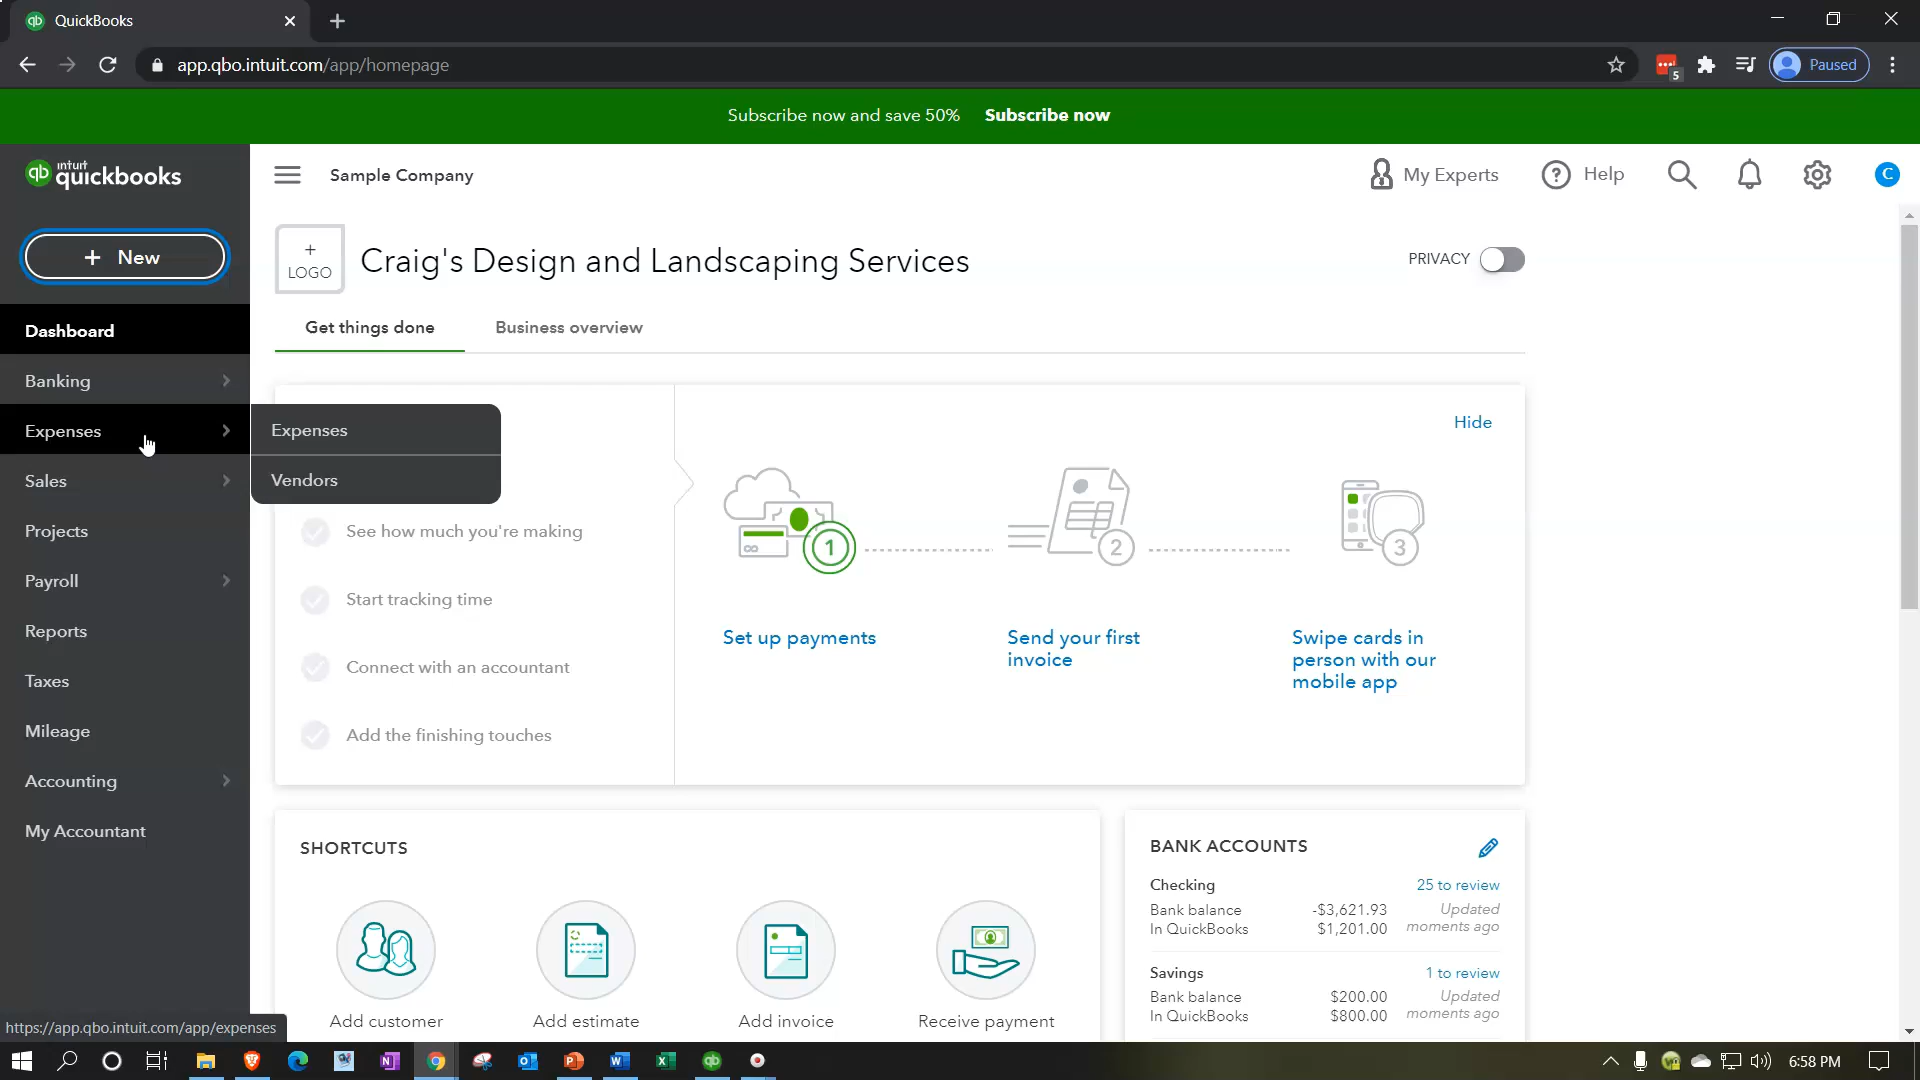 QuickBooks
app.qbo.intuit.com/app/homepage
5
Paused
Subscribe now and save 50% Subscribe now
intuit
quickbooks
Sample Company
My Experts
Help
C
+ New
+
LOGO
Craig's Design and Landscaping Services
PRIVACY
Dashboard
Get things done
Business overview
Banking
Expenses
Expenses
Vendors
Hide
Sales
Projects
See how much you're making
1
2
3
Payroll
Start tracking time
Reports
Set up payments
Send your first
invoice
Swipe cards in
person with our
mobile app
Connect with an accountant
Taxes
Mileage
Add the finishing touches
Accounting
My Accountant
SHORTCUTS
Add customer
Add estimate
Add invoice
Receive payment
BANK ACCOUNTS
Checking 25 to review
Bank balance -$3,621.93 Updated
In QuickBooks $1,201.00 moments ago
Savings 1 to review
Bank balance $200.00 Updated
In QuickBooks $800.00 moments ago
https://app.qbo.intuit.com/app/expenses
6:58 PM